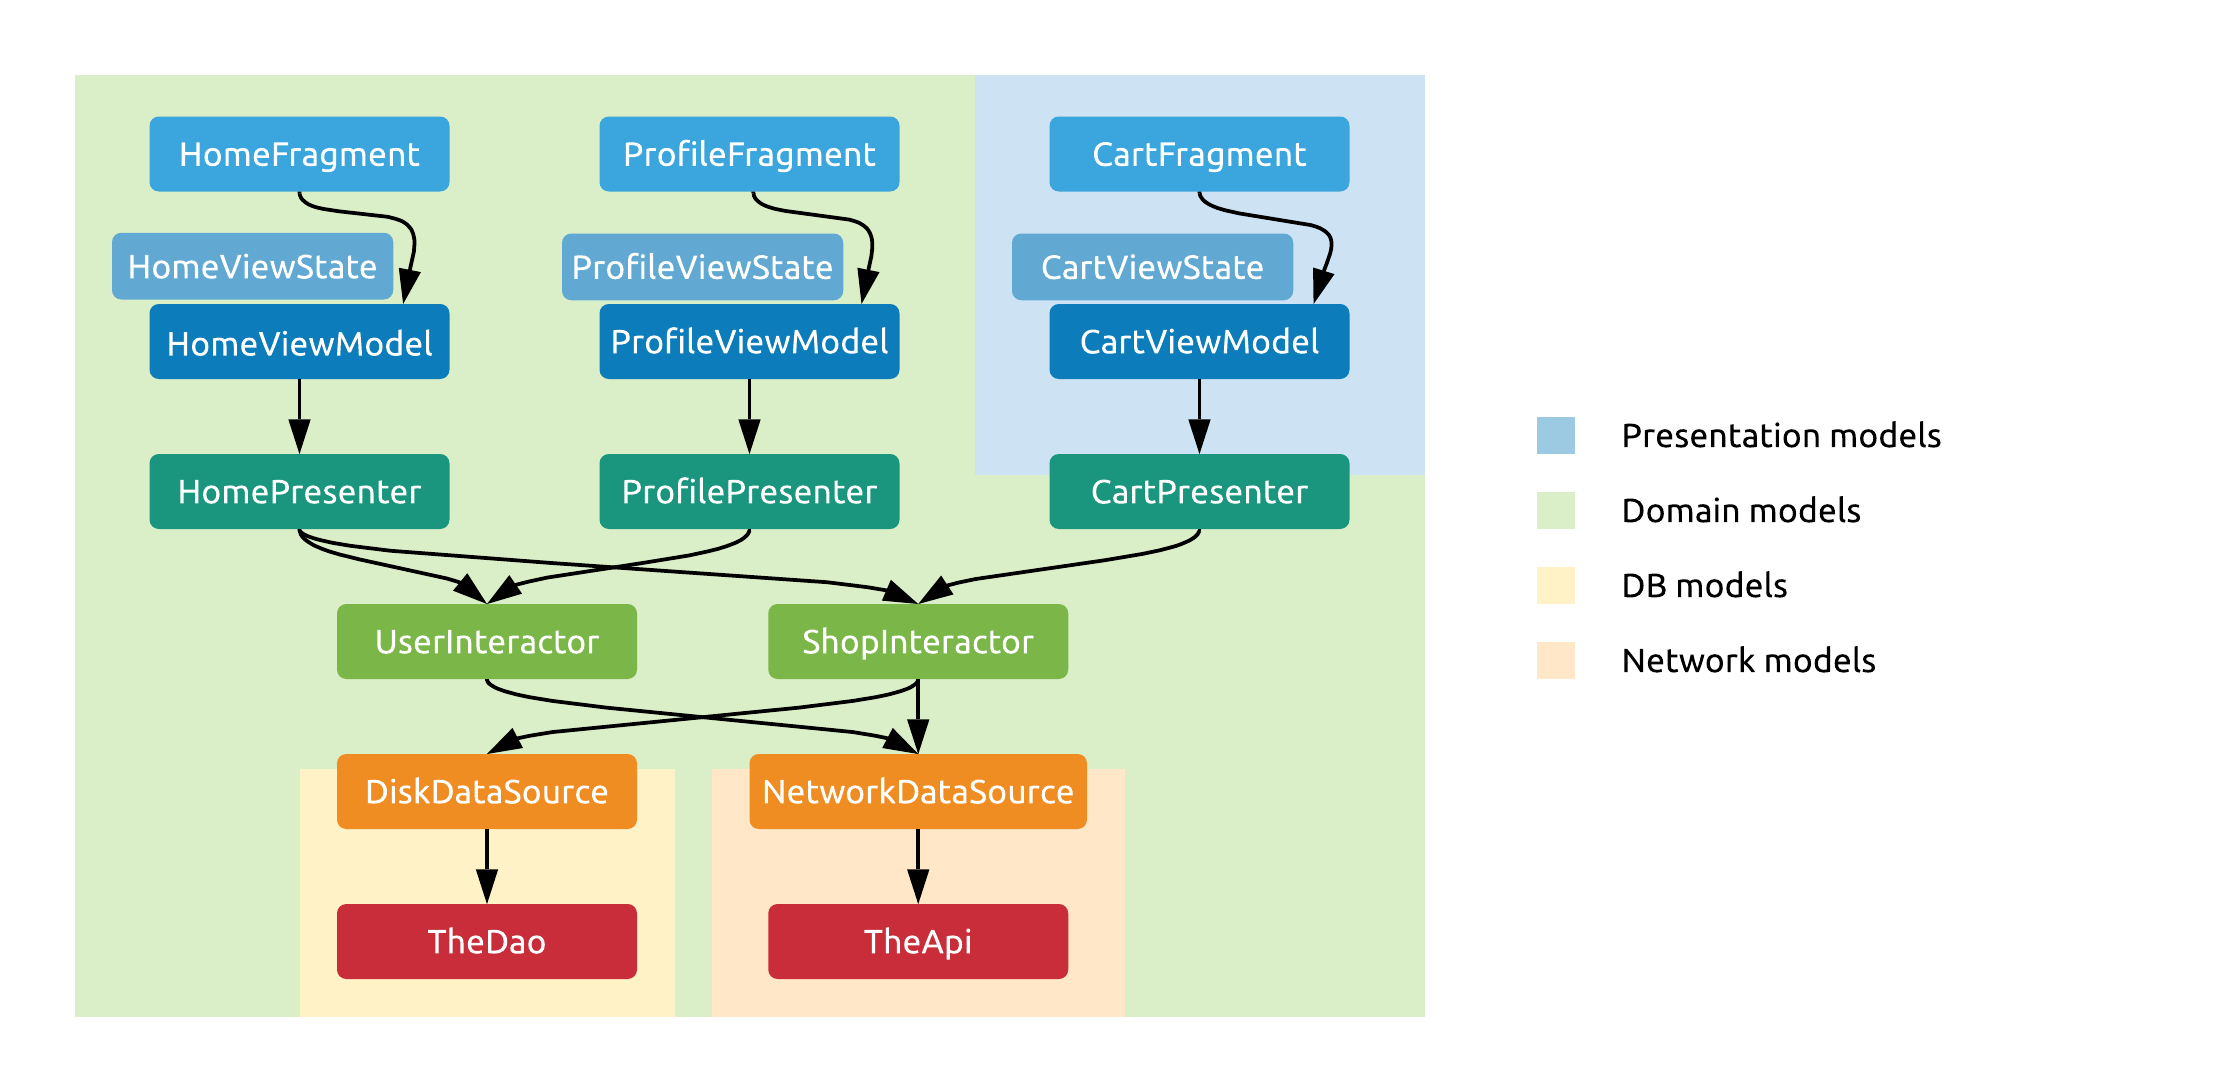 HomeFragment
ProfileFragment
CartFragment
HomeViewState
ProfileViewState
CartViewState
HomeViewModel
ProfileViewModel
CartViewModel
HomePresenter
ProfilePresenter
CartPresenter
UserInteractor
ShopInteractor
DiskDataSource
NetworkDataSource
TheDao
TheApi
Presentation models
Domain models
DB models
Network models